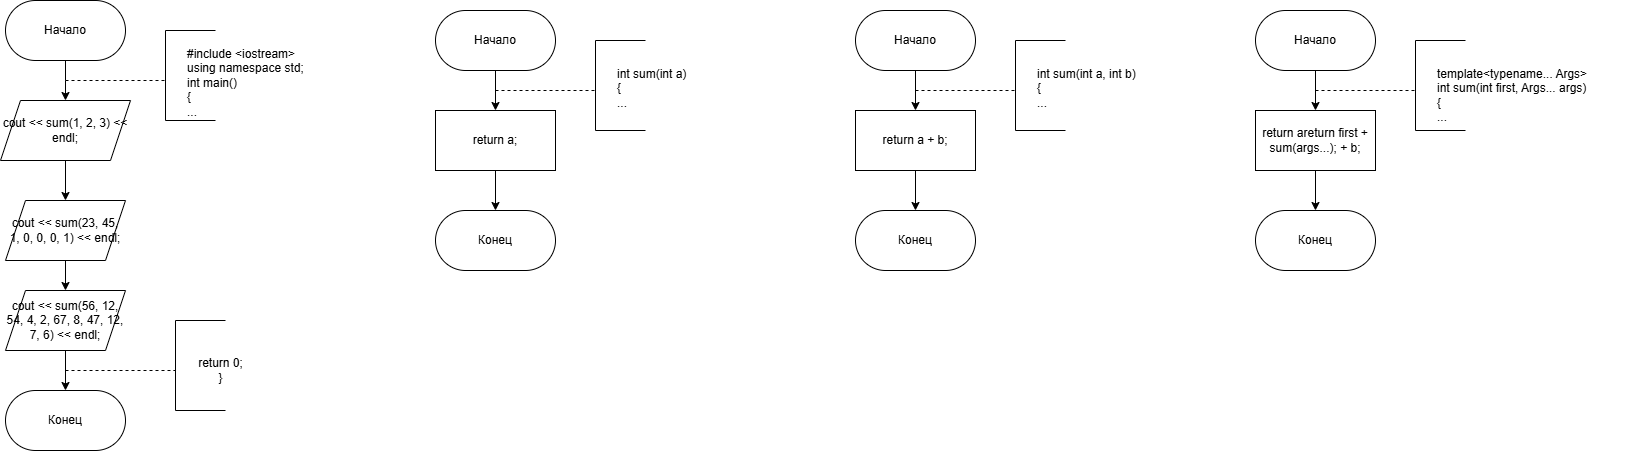 Начало
#include <iostream>
using namespace std;
int main()
{
...
cout << sum(1, 2, 3) <<
endl;
cout << sum(23, 45,
1, 0, 0, 0, 1) << endl;
cout << sum(56, 12,
54, 4, 2, 67, 8, 47, 12,
7, 6) << endl;
return 0;
}
Конец
Начало
int sum(int a)
{
...
return a;
Конец
Начало
int sum(int a, int b)
{
...
return a + b;
Конец
Начало
template<typename... Args>
int sum(int first, Args... args)
{
...
return areturn first +
sum(args...); + b;
Конец